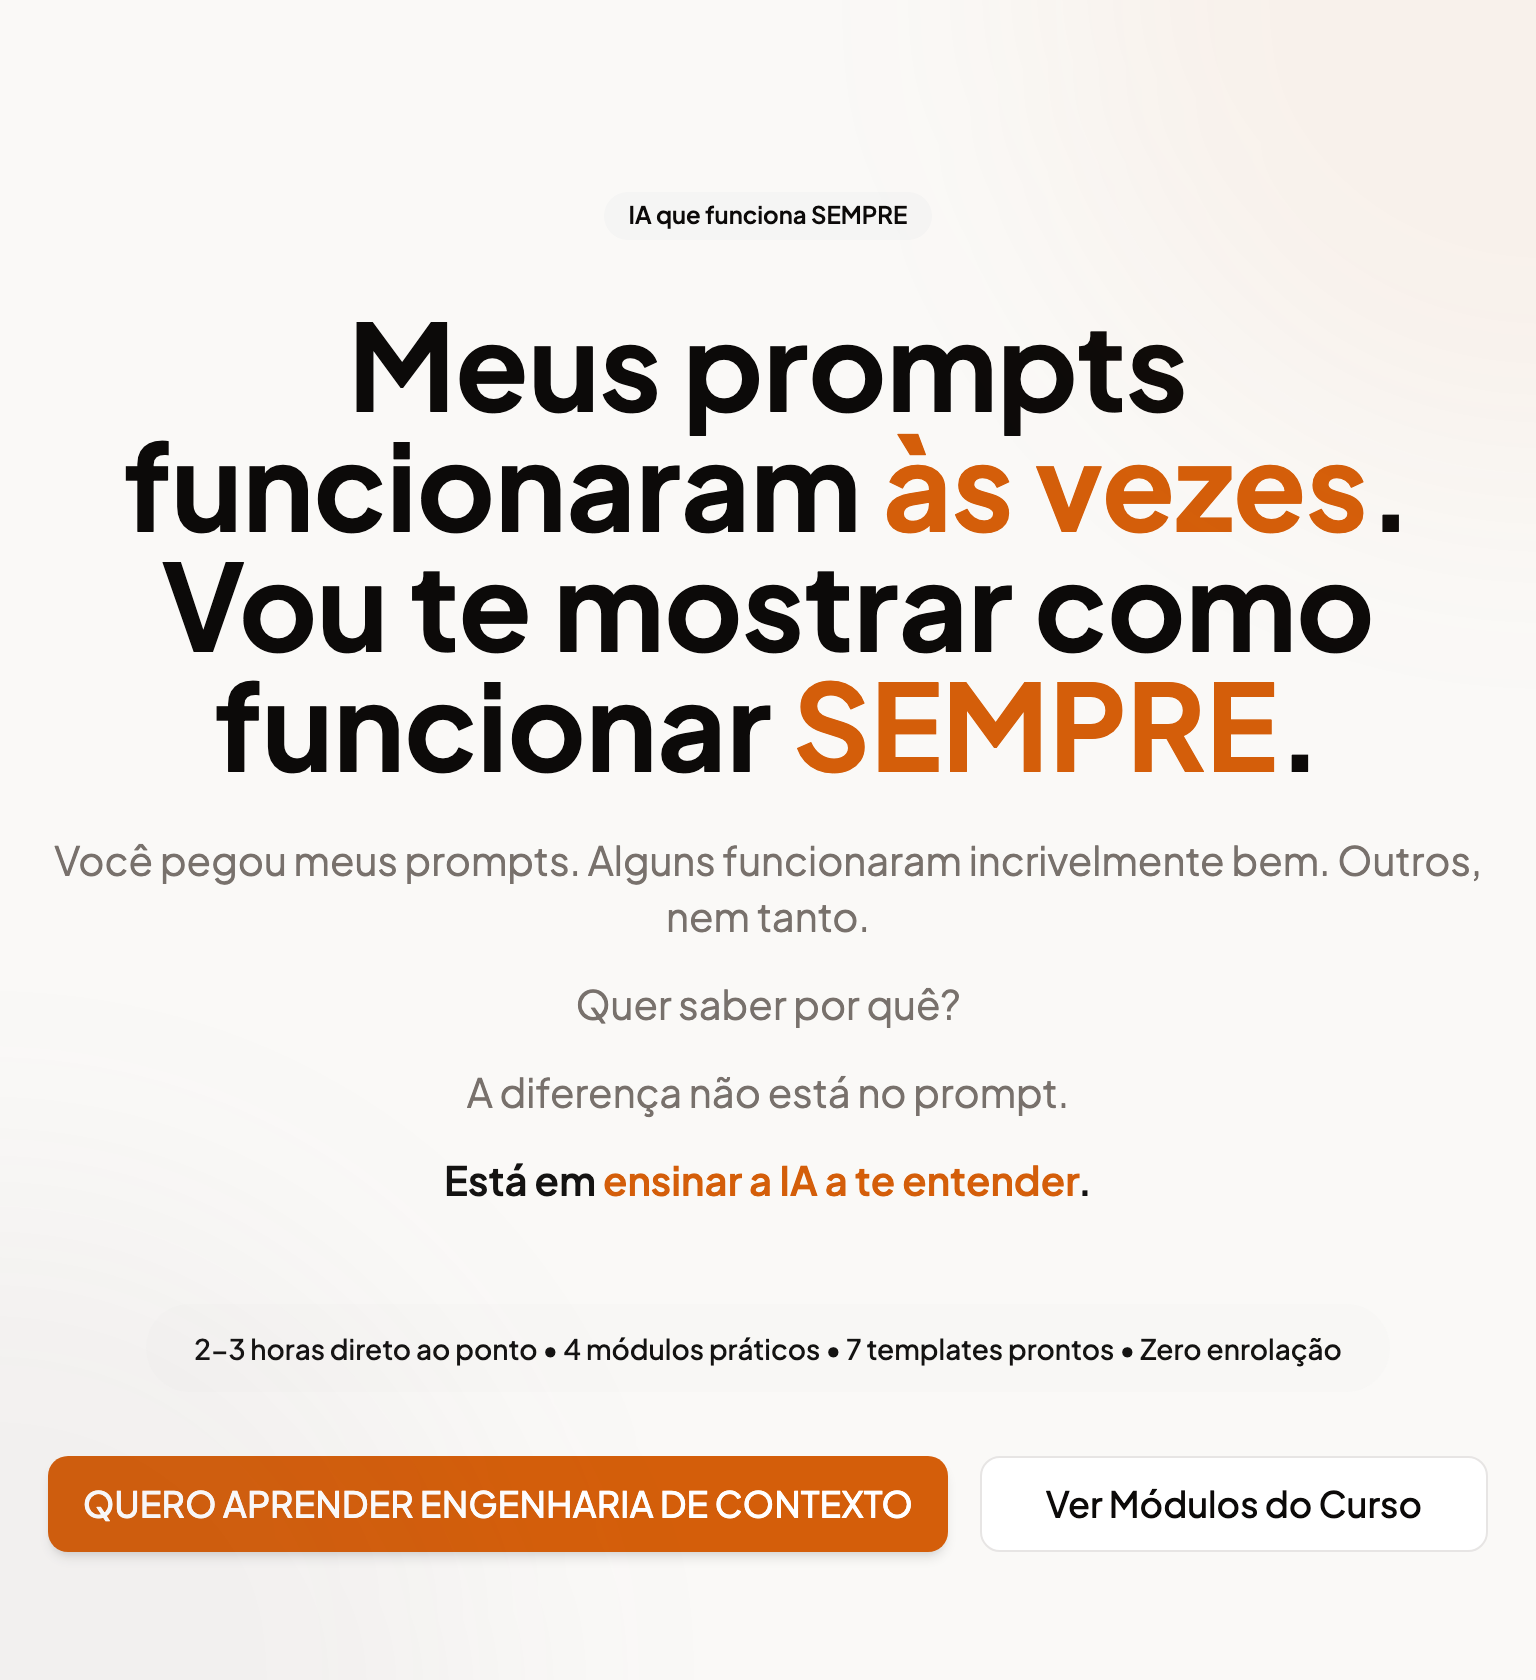 IA que funciona SEMPRE
Meus prompts
funcionaram às vezes.
Vou te mostrar como
funcionar SEMPRE.
Você pegou meus prompts. Alguns funcionaram incrivelmente bem. Outros,
nem tanto.
Quer saber por quê?
A diferença não está no prompt.
Está em ensinar a IA a te entender.
2–3 horas direto ao ponto • 4 módulos práticos • 7 templates prontos • Zero enrolação
QUERO APRENDER ENGENHARIA DE CONTEXTO
Ver Módulos do Curso